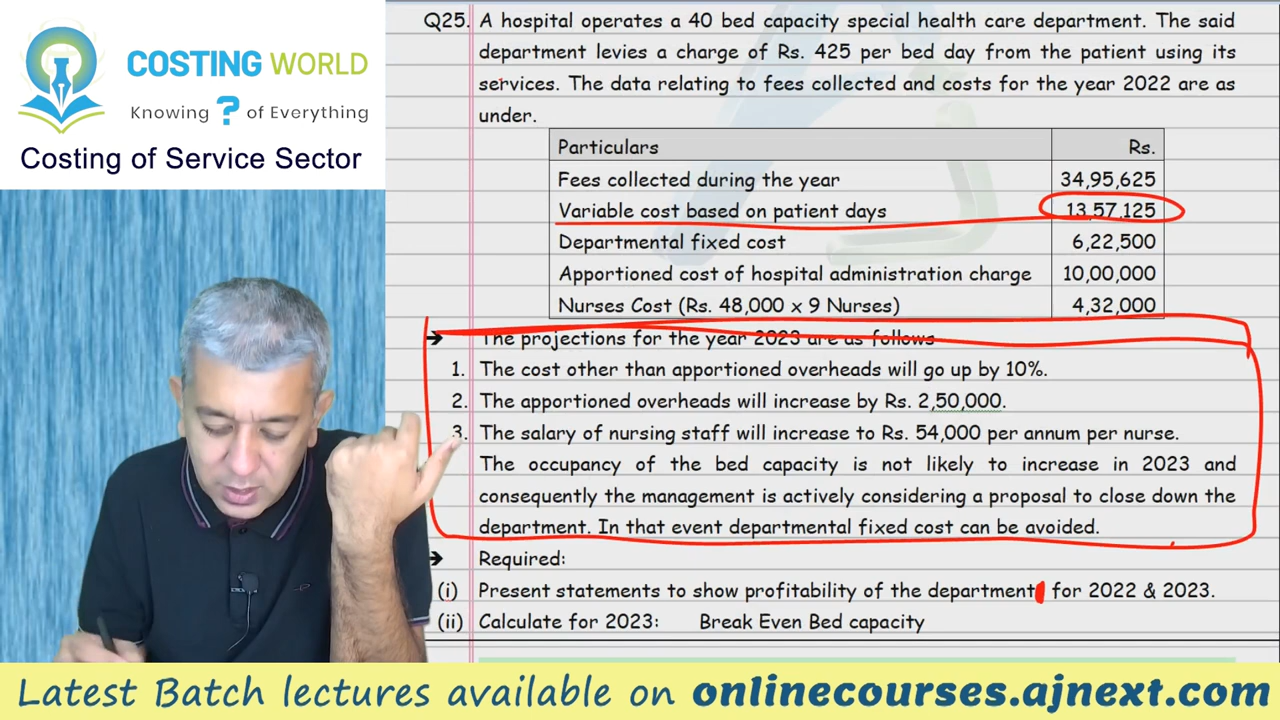 COSTING WORLD
Knowing ? of Everything
Costing of Service Sector
Q25. A hospital operates a 40 bed capacity special health care department. The said
department levies a charge of Rs. 425 per bed day from the patient using its
services. The data relating to fees collected and costs for the year 2022 are as
under.
Particulars Rs.
Fees collected during the year 34,95,625
Variable cost based on patient days 13,57,125
Departmental fixed cost 6,22,500
Apportioned cost of hospital administration charge 10,00,000
Nurses Cost (Rs. 48,000 x 9 Nurses) 4,32,000
➔ The projections for the year 2023 are as follows
1. The cost other than apportioned overheads will go up by 10%.
2. The apportioned overheads will increase by Rs. 2,50,000.
3. The salary of nursing staff will increase to Rs. 54,000 per annum per nurse.
The occupancy of the bed capacity is not likely to increase in 2023 and
consequently the management is actively considering a proposal to close down the
department. In that event departmental fixed cost can be avoided.
➔ Required:
(i) Present statements to show profitability of the department for 2022 & 2023.
(ii) Calculate for 2023: Break Even Bed capacity
Latest Batch lectures available on onlinecourses.ajnext.com